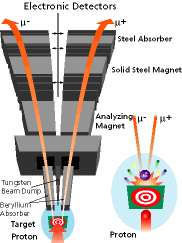 Electronic Detectors
μ-
μ+
Steel Absorber
Solid Steel Magnet
Analyzing
Magnet
μ-
μ+
Tungsten
Beam Dump
Beryllium
Absorber
Target
Proton
Proton